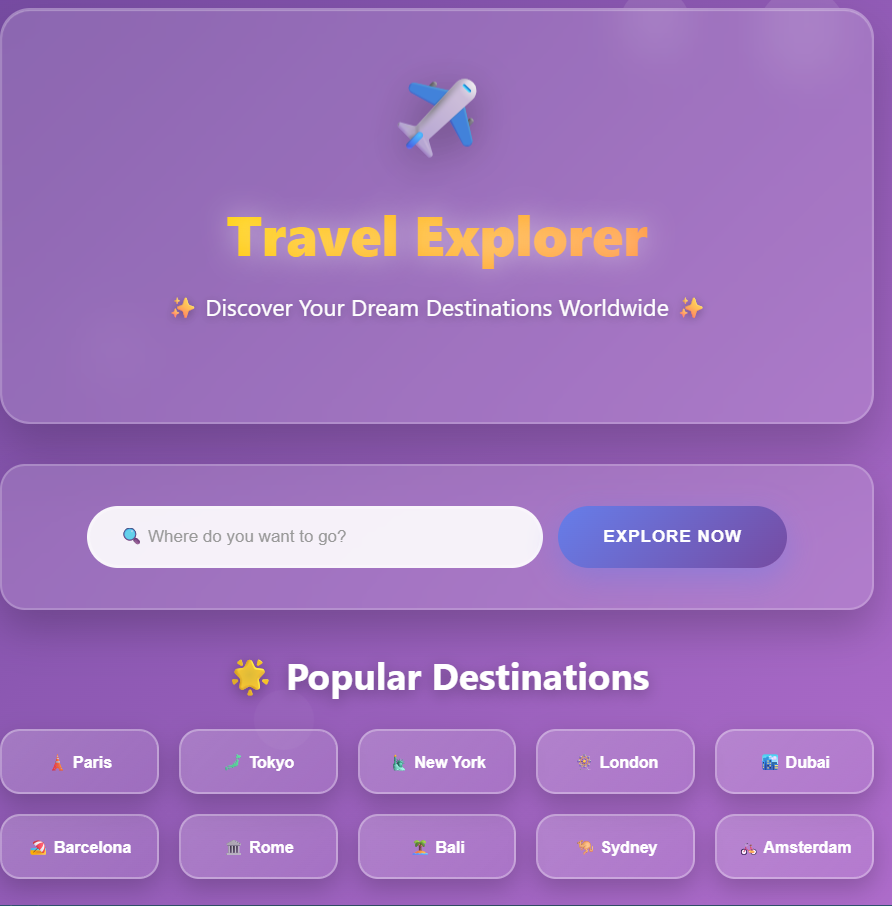 Travel Explorer
✨ Discover Your Dream Destinations Worldwide ✨
🔍 Where do you want to go?
EXPLORE NOW
🌟 Popular Destinations
🗼 Paris
🗾 Tokyo
🗽 New York
🎡 London
🏙️ Dubai
🏖️ Barcelona
🏛️ Rome
🏝️ Bali
🦘 Sydney
🚲 Amsterdam